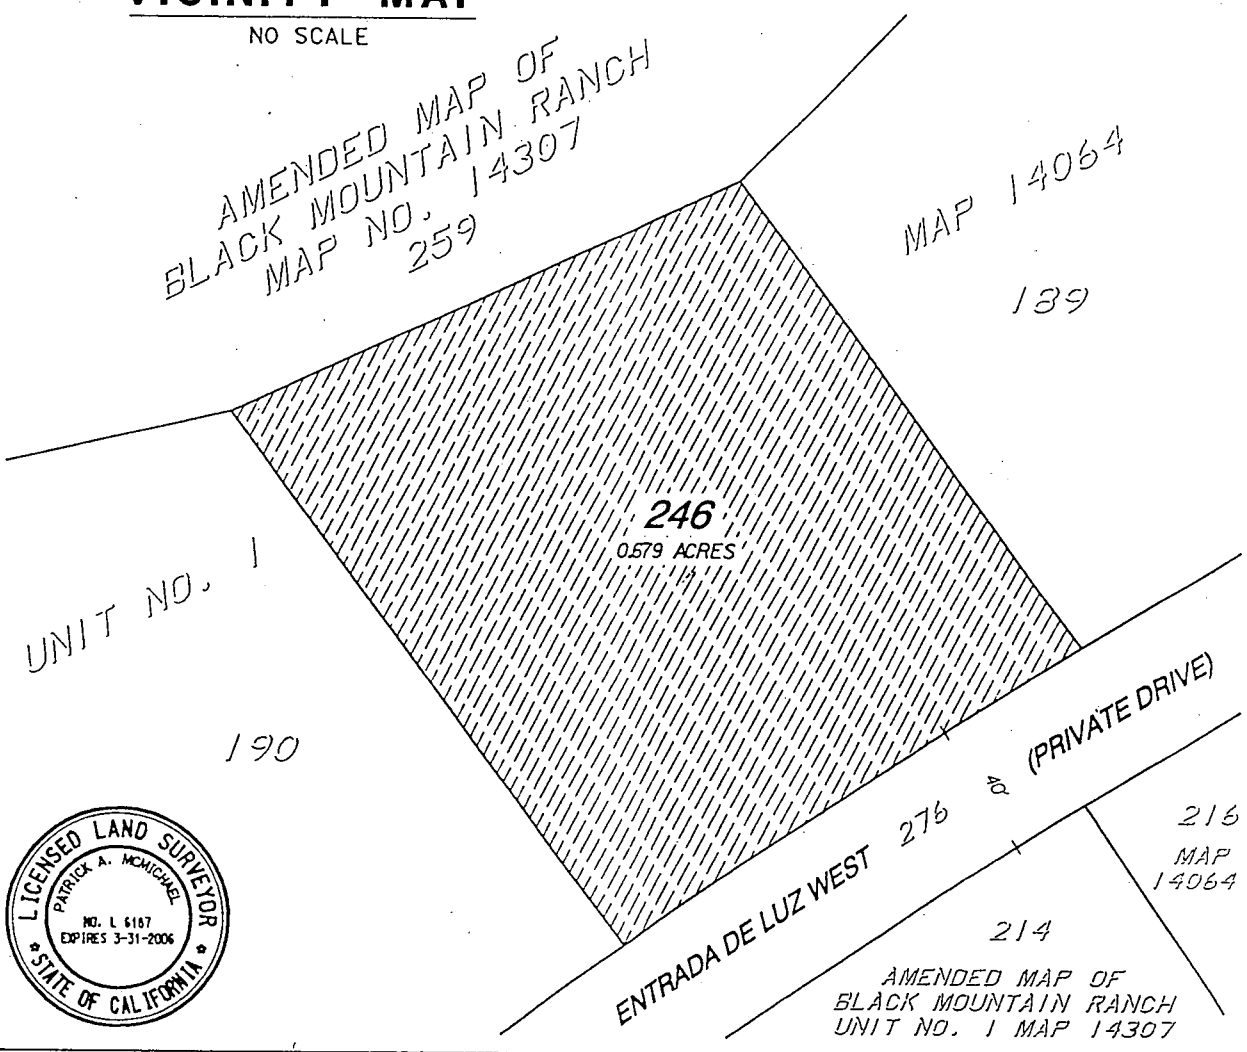 VICINITY MAP
NO SCALE
AMENDED MAP OF
BLACK MOUNTAIN RANCH
MAP NO. 14307
259
MAP 14064
189
246
0.679 ACRES
UNIT NO. 1
190
ENTRADA DE LUZ WEST 276 40' (PRIVATE DRIVE)
216
MAP
14064
214
AMENDED MAP OF
BLACK MOUNTAIN RANCH
UNIT NO. 1 MAP 14307
LICENSED LAND SURVEYOR
PATRICK A. MCMICHAEL
NO. L 6187
EXPIRES 3-31-2006
STATE OF CALIFORNIA